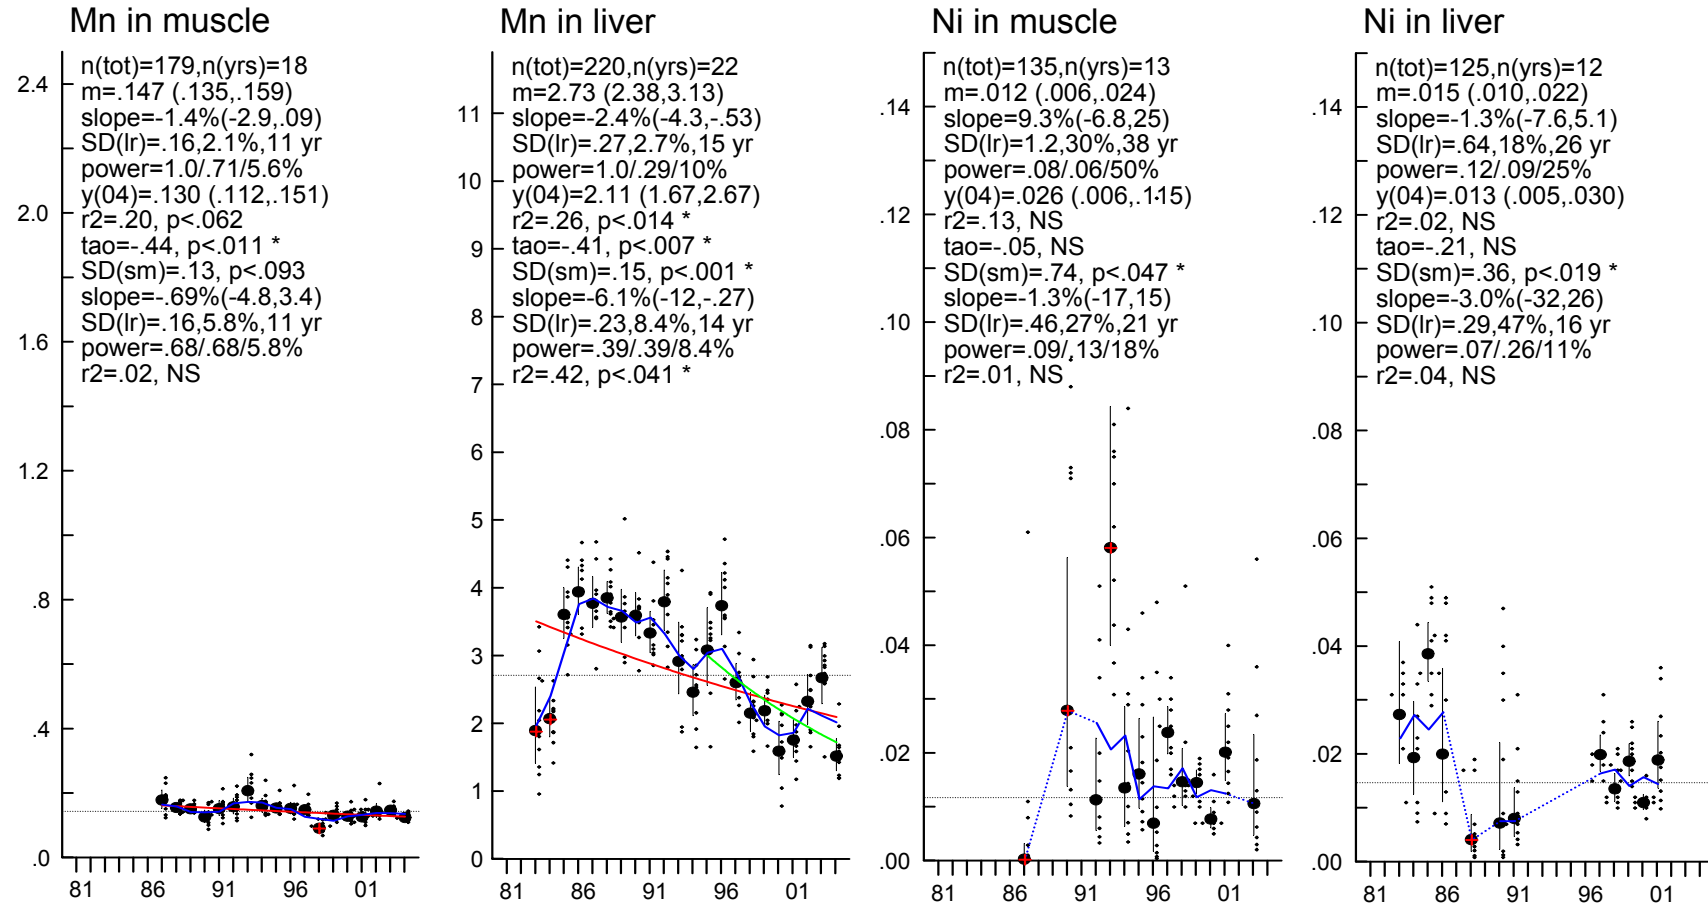 Mn in muscle
n(tot)=179,n(yrs)=18
m=.147 (.135,.159)
slope=-1.4%(-2.9,.09)
SD(lr)=.16,2.1%,11 yr
power=1.0/.71/5.6%
y(04)=.130 (.112,.151)
r2=.20, p<.062
tao=-.44, p<.011 *
SD(sm)=.13, p<.093
slope=-.69%(-4.8,3.4)
SD(lr)=.16,5.8%,11 yr
power=.68/.68/5.8%
r2=.02, NS
2.4
2.0
1.6
1.2
.8
.4
.0
81 86 91 96 01
Mn in liver
n(tot)=220,n(yrs)=22
m=2.73 (2.38,3.13)
slope=-2.4%(-4.3,-.53)
SD(lr)=.27,2.7%,15 yr
power=1.0/.29/10%
y(04)=2.11 (1.67,2.67)
r2=.26, p<.014 *
tao=-.41, p<.007 *
SD(sm)=.15, p<.001 *
slope=-6.1%(-12,-.27)
SD(lr)=.23,8.4%,14 yr
power=.39/.39/8.4%
r2=.42, p<.041 *
11
10
9
8
7
6
5
4
3
2
1
0
81 86 91 96 01
Ni in muscle
n(tot)=135,n(yrs)=13
m=.012 (.006,.024)
slope=9.3%(-6.8,25)
SD(lr)=1.2,30%,38 yr
power=.08/.06/50%
y(04)=.026 (.006,.115)
r2=.13, NS
tao=-.05, NS
SD(sm)=.74, p<.047 *
slope=-1.3%(-17,15)
SD(lr)=.46,27%,21 yr
power=.09/.13/18%
r2=.01, NS
.14
.12
.10
.08
.06
.04
.02
.00
81 86 91 96 01
Ni in liver
n(tot)=125,n(yrs)=12
m=.015 (.010,.022)
slope=-1.3%(-7.6,5.1)
SD(lr)=.64,18%,26 yr
power=.12/.09/25%
y(04)=.013 (.005,.030)
r2=.02, NS
tao=-.21, NS
SD(sm)=.36, p<.019 *
slope=-3.0%(-32,26)
SD(lr)=.29,47%,16 yr
power=.07/.26/11%
r2=.04, NS
.14
.12
.10
.08
.06
.04
.02
.00
81 86 91 96 01